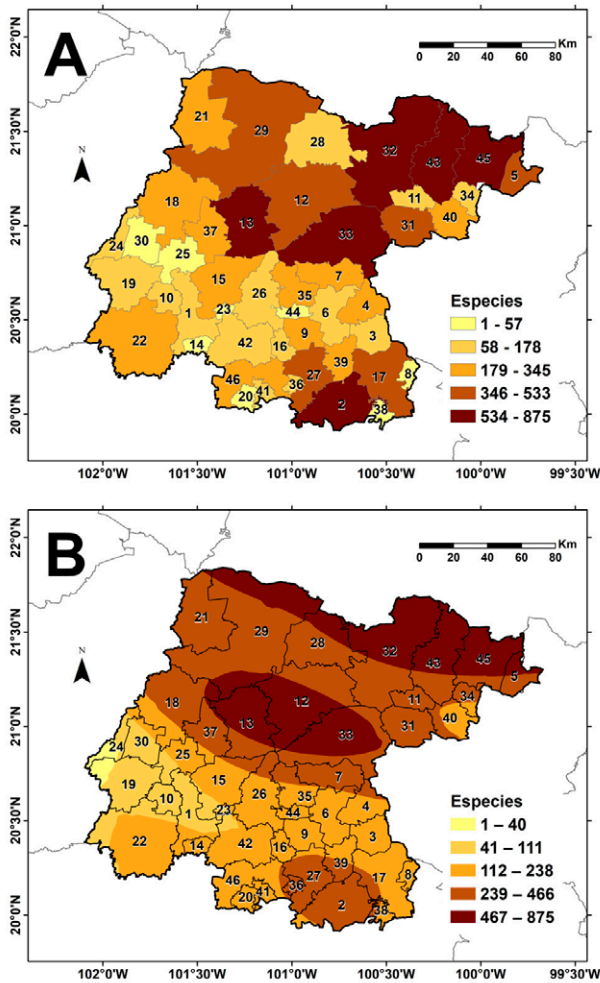 A
Km
0 20 40 60 80
22°0'N
21°30'N
21°0'N
20°30'N
20°0'N
N
21
29
28
32
43
45
5
18
12
11
34
13
31
40
37
33
24
30
25
19
10
15
26
7
35
1
23
44
6
4
22
14
42
16
9
3
46
36
27
39
17
8
20
41
2
38
Especies
1 - 57
58 - 178
179 - 345
346 - 533
534 - 875
102°0'W 101°30'W 101°0'W 100°30'W 100°0'W 99°30'W
B
Km
0 20 40 60 80
22°0'N
21°30'N
21°0'N
20°30'N
20°0'N
N
21
29
28
32
43
45
5
18
12
11
34
13
31
40
37
33
24
30
25
19
10
15
26
7
35
1
23
44
6
4
22
14
42
16
9
3
46
36
27
39
17
8
20
41
2
38
Especies
1 – 40
41 – 111
112 – 238
239 – 466
467 – 875
102°0'W 101°30'W 101°0'W 100°30'W 100°0'W 99°30'W